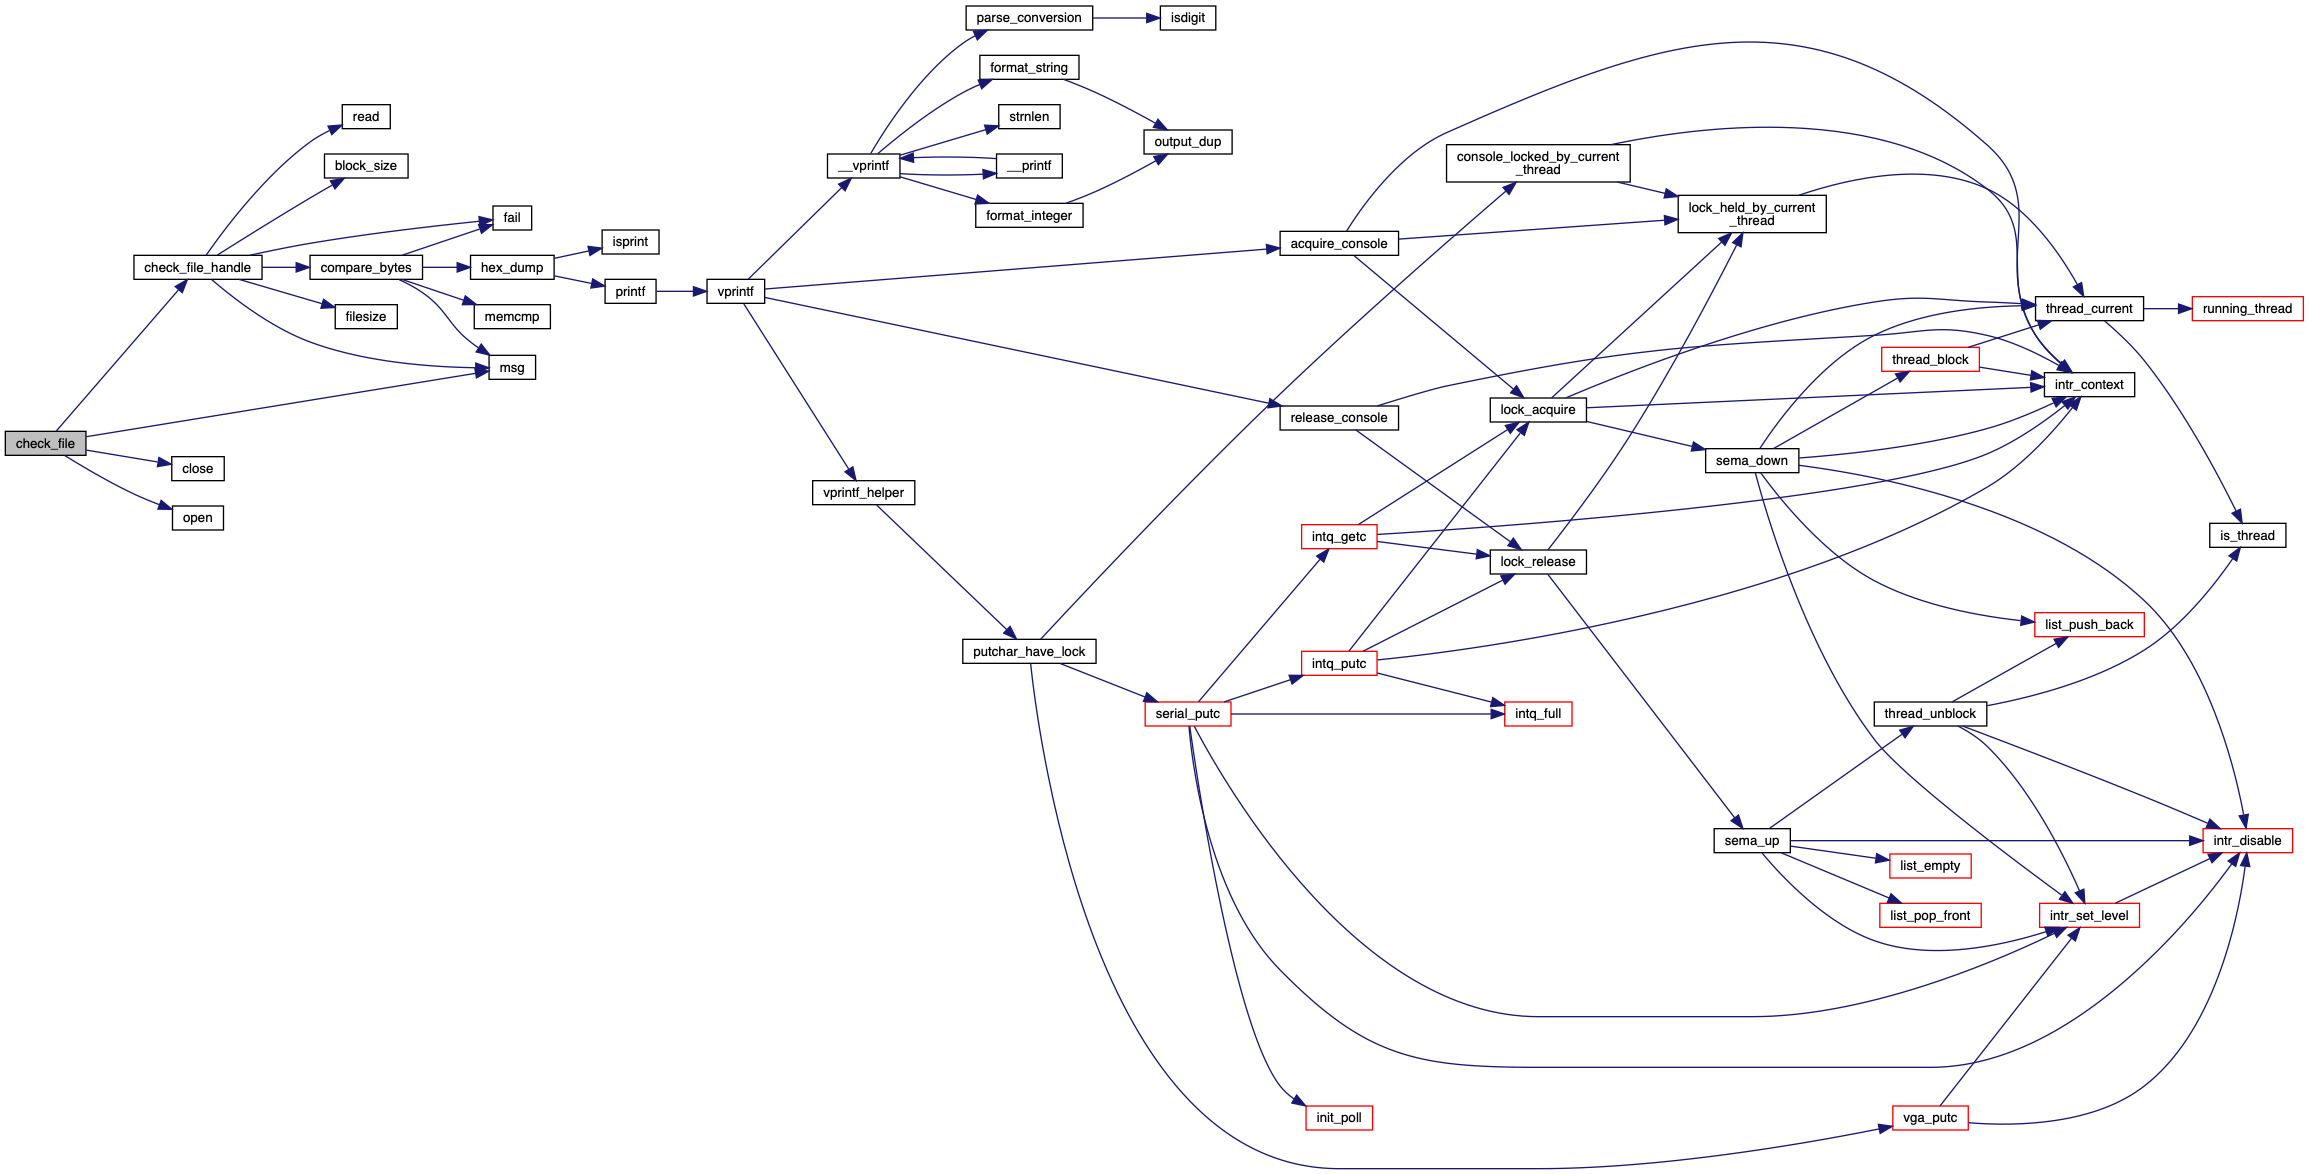 check_file
check_file_handle
close
open
read
block_size
compare_bytes
filesize
fail
hex_dump
memcmp
msg
isprint
printf
vprintf
__vprintf
vprintf_helper
parse_conversion
format_string
strnlen
__printf
format_integer
putchar_have_lock
isdigit
output_dup
serial_putc
acquire_console
release_console
intq_getc
intq_putc
init_poll
console_locked_by_current
_thread
lock_acquire
lock_release
intq_full
lock_held_by_current
_thread
sema_down
sema_up
thread_block
thread_unblock
list_empty
list_pop_front
vga_putc
thread_current
intr_context
list_push_back
intr_set_level
running_thread
is_thread
intr_disable